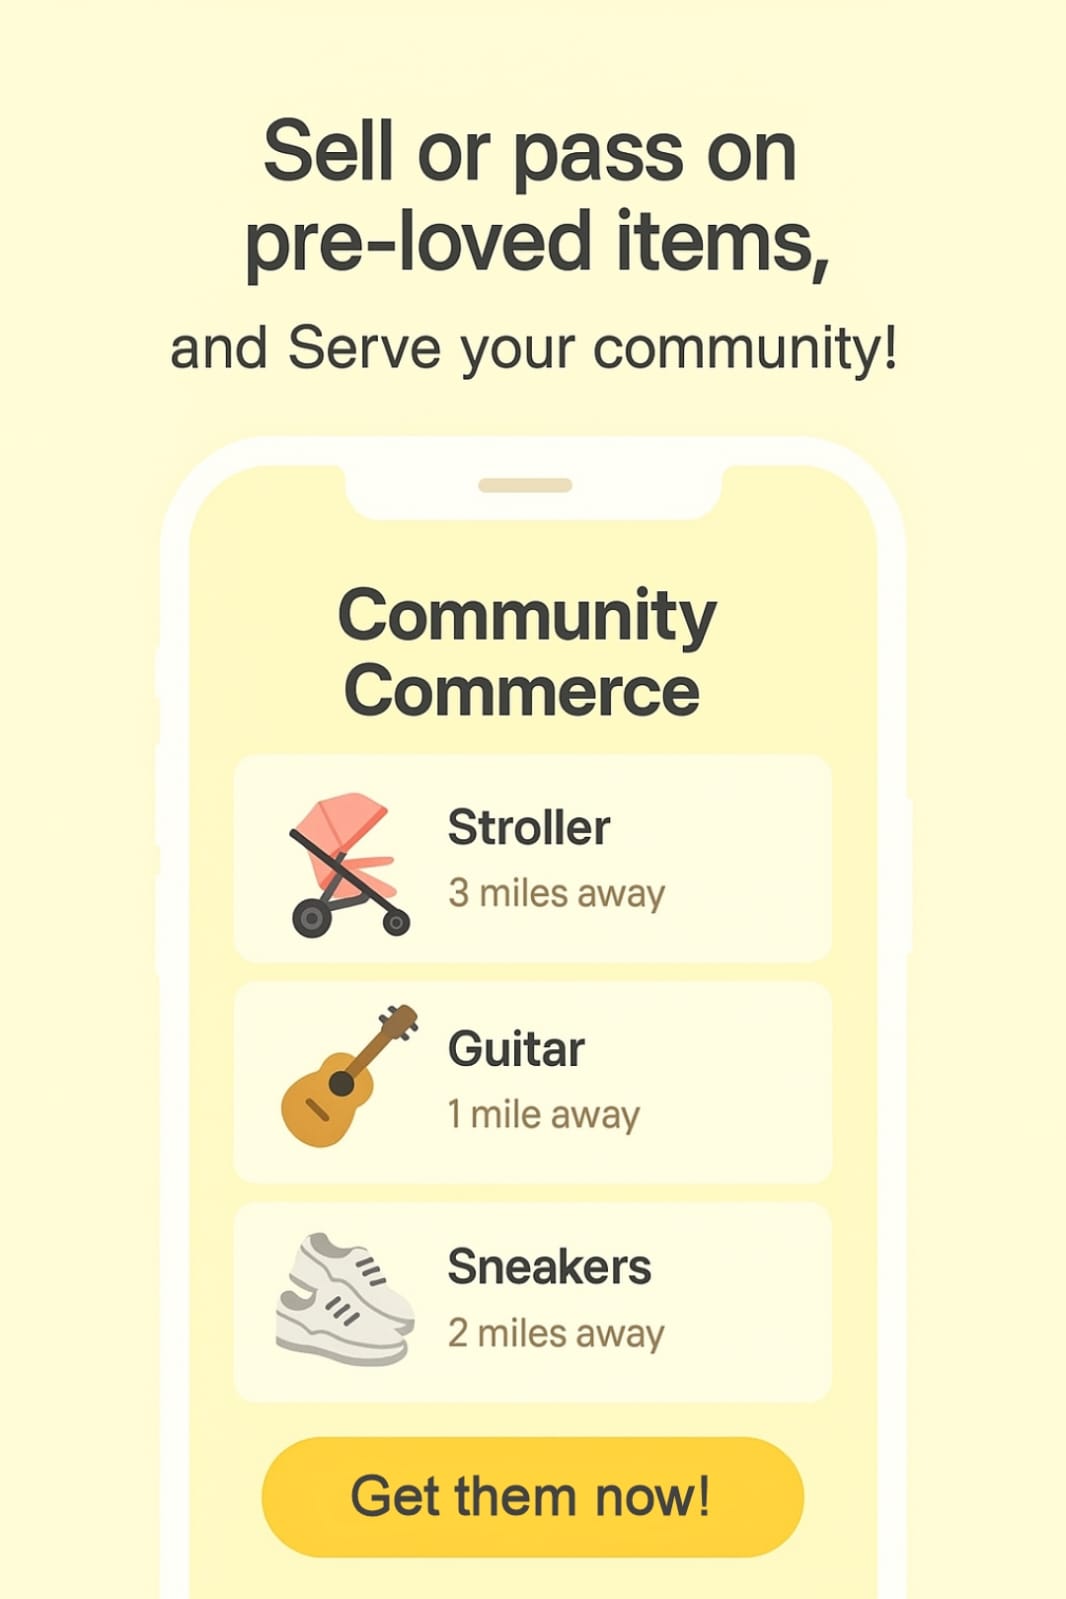 Sell or pass on
pre-loved items,
and Serve your community!
Community
Commerce
Stroller
3 miles away
Guitar
1 mile away
Sneakers
2 miles away
Get them now!